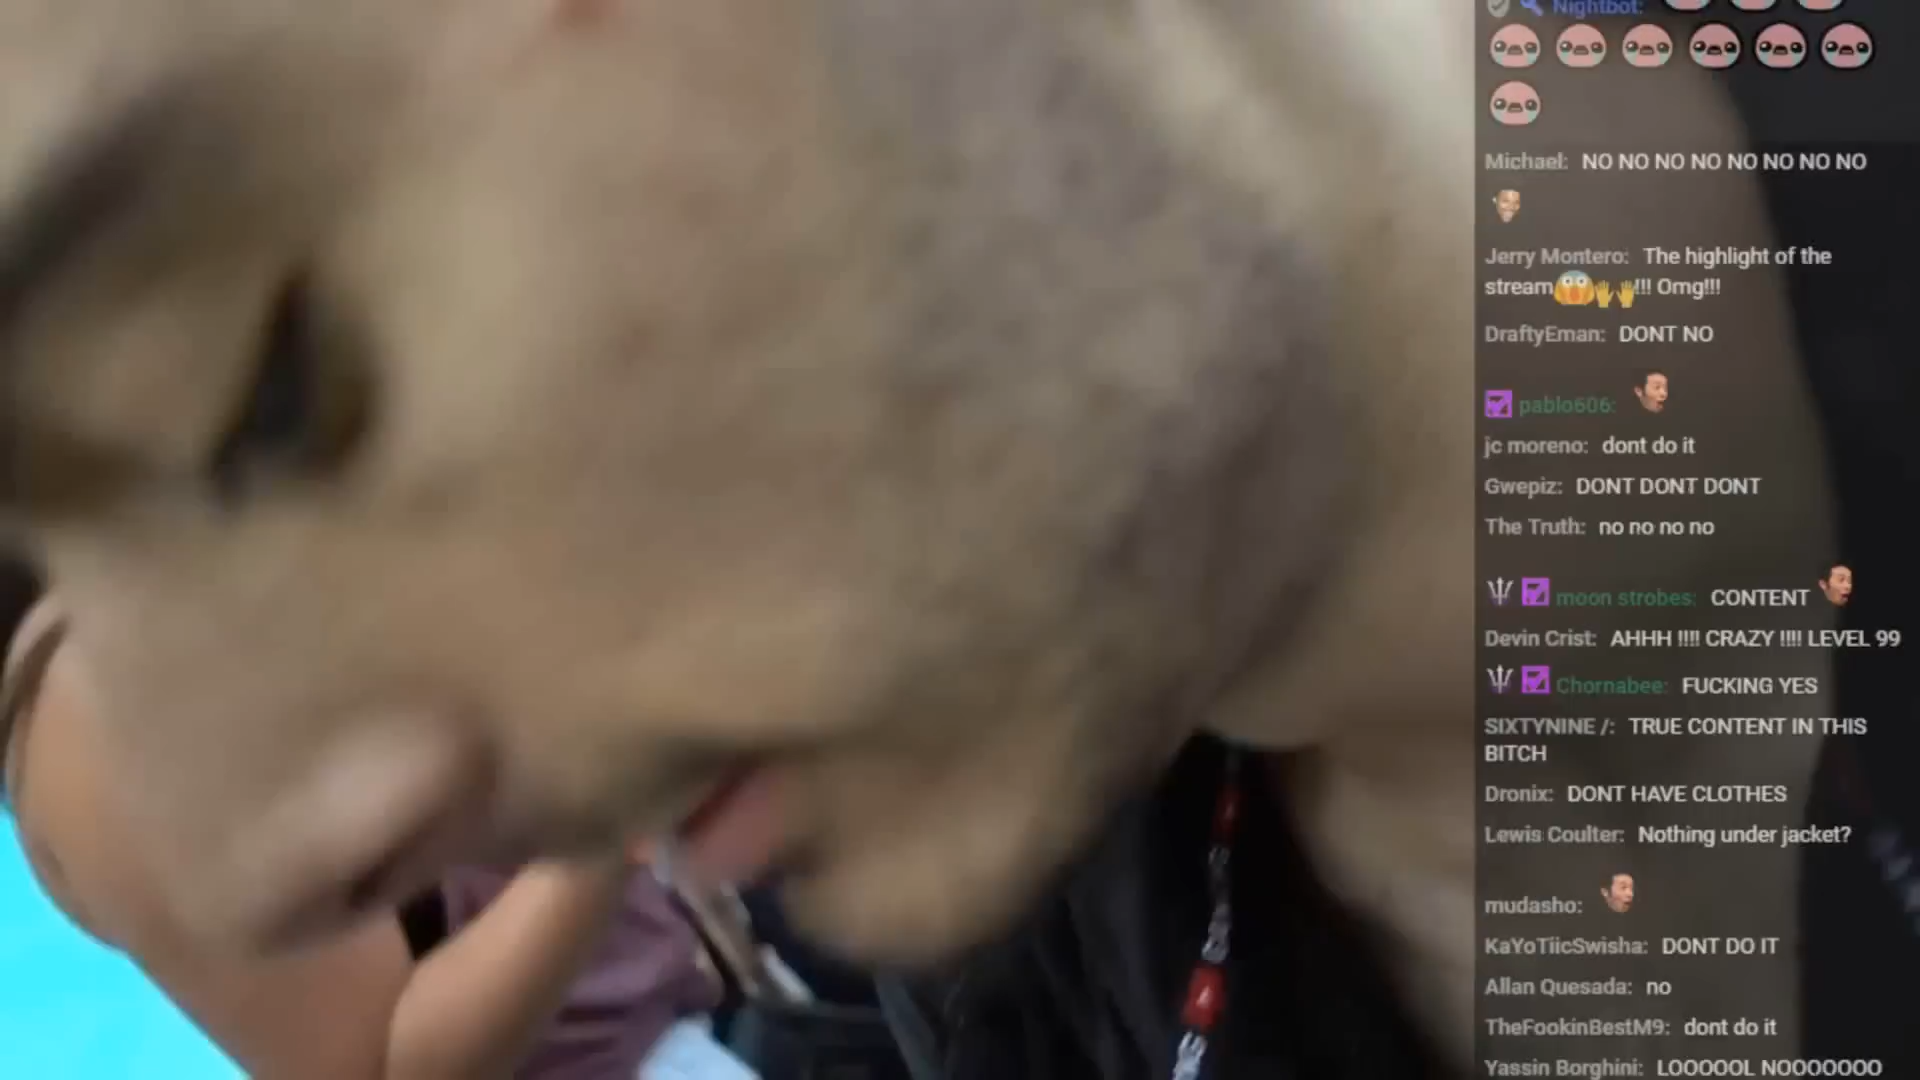 Nightbot:
Michael: NO NO NO NO NO NO NO NO
Jerry Montero: The highlight of the
stream😱🙌!!! Omg!!!
DraftyEman: DONT NO
pablo606:
jc moreno: dont do it
Gwepiz: DONT DONT DONT
The Truth: no no no no
moon strobes: CONTENT
Devin Crist: AHHH !!!! CRAZY !!!! LEVEL 99
Chornabee: FUCKING YES
SIXTYNINE /: TRUE CONTENT IN THIS
BITCH
Dronix: DONT HAVE CLOTHES
Lewis Coulter: Nothing under jacket?
mudasho:
KaYoTiicSwisha: DONT DO IT
Allan Quesada: no
TheFookinBestM9: dont do it
Yassin Borghini: LOOOOOL NOOOOOOO